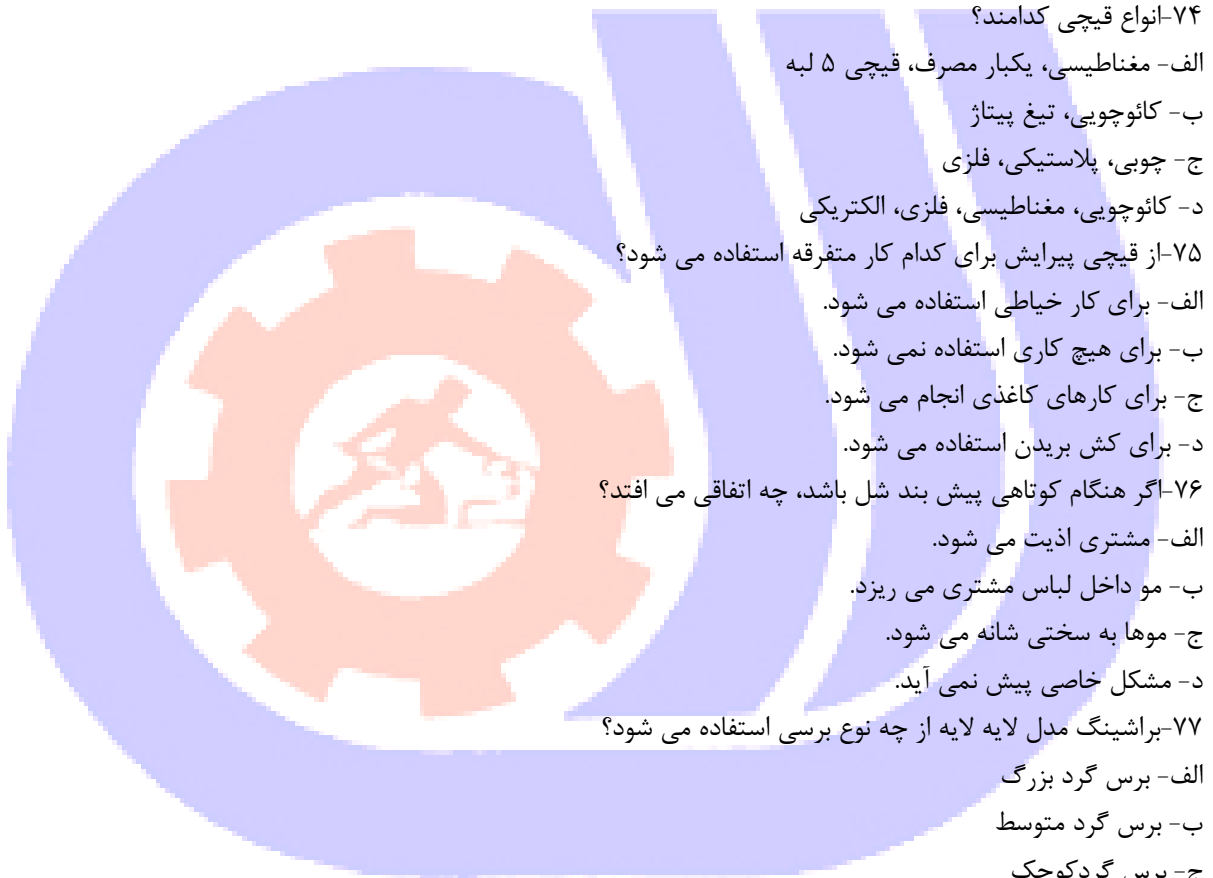 ۷۴-انواع قیچی کدامند؟
الف- مغناطیسی، یکبار مصرف، قیچی ۵ لبه
ب- کائوچویی، تیغ پیتاژ
ج- چوبی، پلاستیکی، فلزی
د- کائوچویی، مغناطیسی، فلزی، الکتریکی
۷۵-از قیچی پیرایش برای کدام کار متفرقه استفاده می شود؟
الف- برای کار خیاطی استفاده می شود.
ب- برای هیچ کاری استفاده نمی شود.
ج- برای کارهای کاغذی انجام می شود.
د- برای کش بریدن استفاده می شود.
۷۶-اگر هنگام کوتاهی پیش بند شل باشد، چه اتفاقی می افتد؟
الف- مشتری اذیت می شود.
ب- مو داخل لباس مشتری می ریزد.
ج- موها به سختی شانه می شود.
د- مشکل خاصی پیش نمی آید.
۷۷-براشینگ مدل لایه لایه از چه نوع برسی استفاده می شود؟
الف- برس گرد بزرگ
ب- برس گرد متوسط
ج- برس گردکوچک